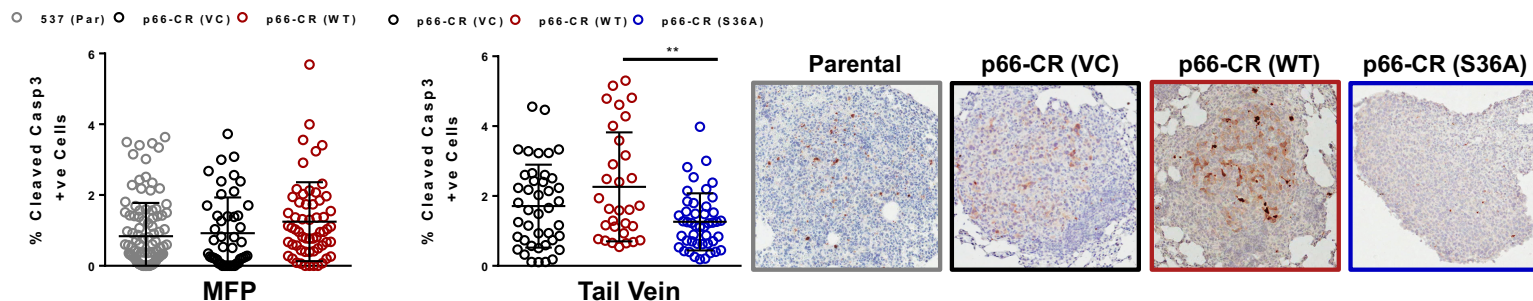 537 (Par) p66-CR (VC) p66-CR (WT) p66-CR (VC) p66-CR (WT) p66-CR (S36A)
% Cleaved Casp3
+ve Cells
6
4
2
0
MFP
% Cleaved Casp3
+ve Cells
6
4
2
0
**
Tail Vein
Parental p66-CR (VC) p66-CR (WT) p66-CR (S36A)